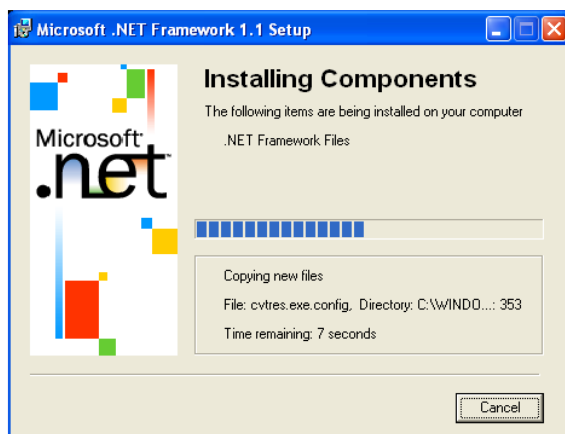 Microsoft .NET Framework 1.1 Setup
Installing Components
The following items are being installed on your computer
.NET Framework Files
Microsoft
.net
Copying new files
File: cvtres.exe.config, Directory: C:\WINDO...: 353
Time remaining: 7 seconds
Cancel